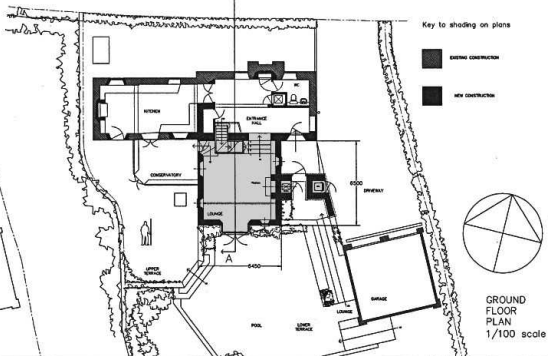 Key to shading on plans
EXISTING CONSTRUCTION
NEW CONSTRUCTION
WC
KITCHEN
ENTRANCE
HALL
CONSERVATORY
LOUNGE
DRIVEWAY
6500
A
6450
UPPER
TERRACE
POOL
LOWER
TERRACE
LOUNGE
GARAGE
GROUND
FLOOR
PLAN
1/100 scale